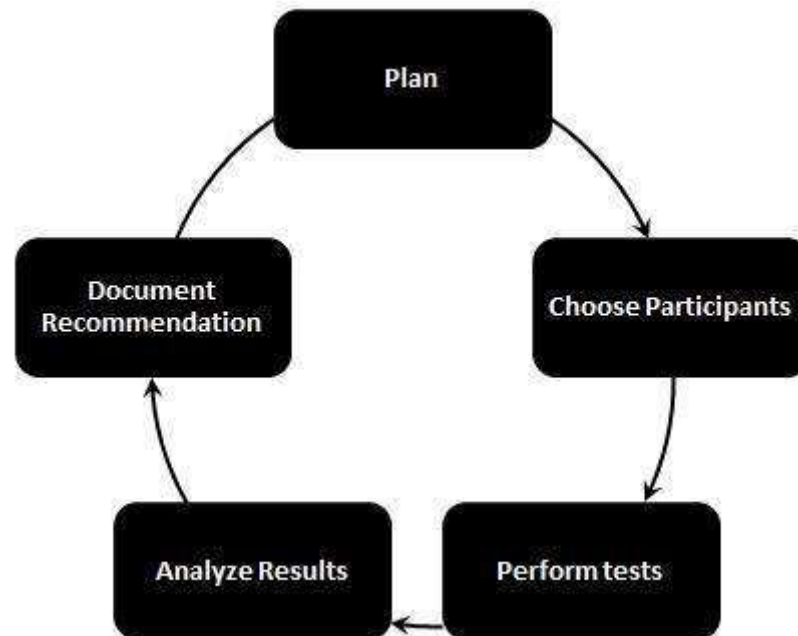 Plan
Choose Participants
Perform tests
Analyze Results
Document
Recommendation